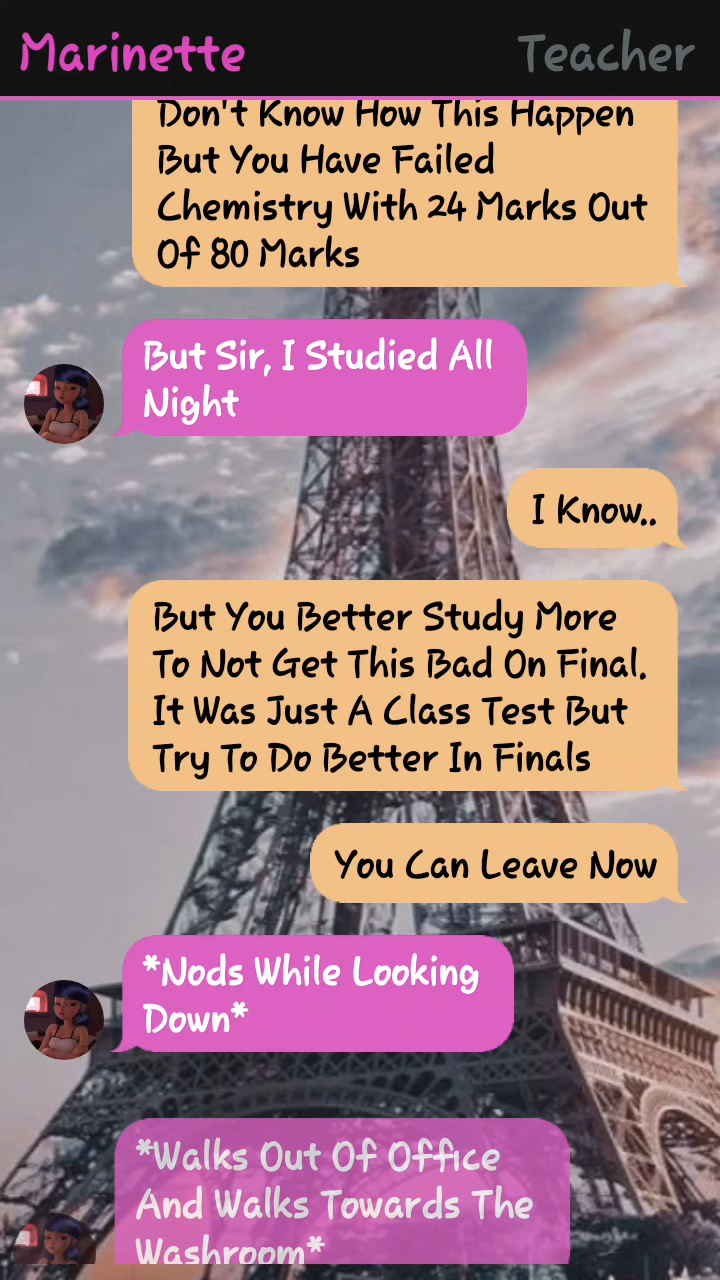 Marinette
Teacher
Don't Know How This Happen
But You Have Failed
Chemistry With 24 Marks Out
Of 80 Marks
But Sir, I Studied All
Night
I Know..
But You Better Study More
To Not Get This Bad On Final.
It Was Just A Class Test But
Try To Do Better In Finals
You Can Leave Now
*Nods While Looking
Down*
*Walks Out Of Office
And Walks Towards The
Washroom*